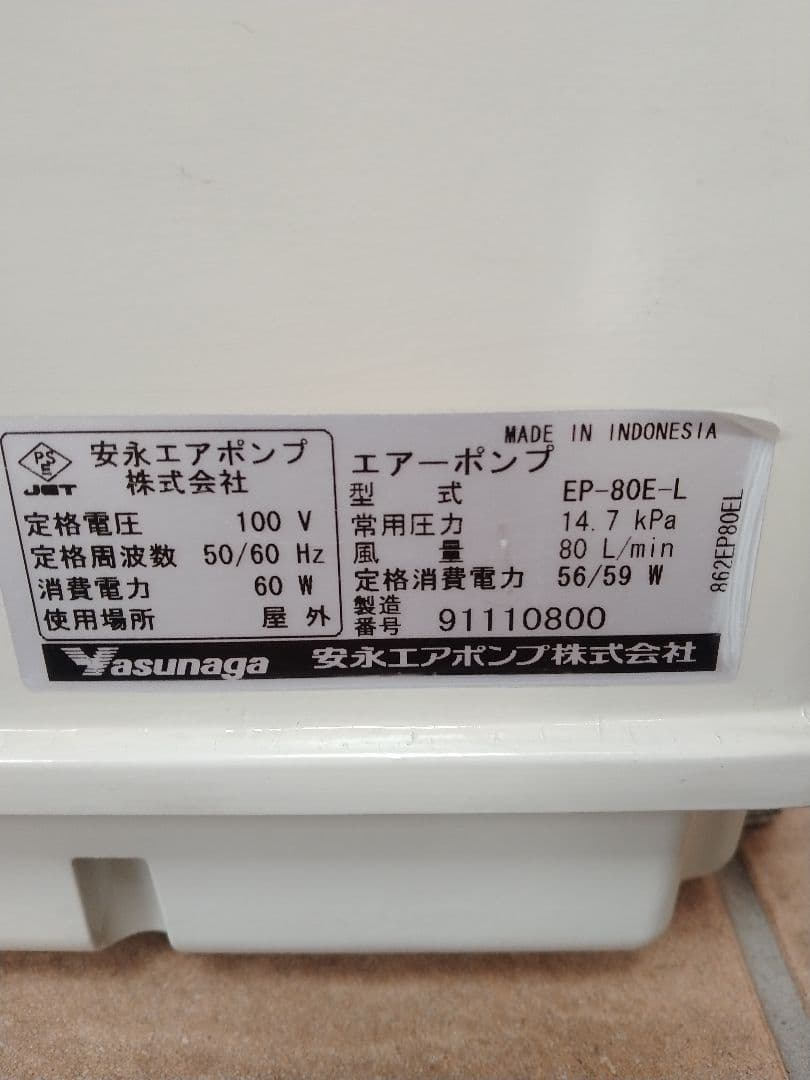 MADE IN INDONESIA
PSE
JET
安永エアポンプ
株式会社
定格電圧 100 V
定格周波数 50/60 Hz
消費電力 60 W
使用場所 屋外
エアーポンプ
型 式 EP-80E-L
常用圧力 14.7 kPa
風 量 80 L/min
定格消費電力 56/59 W
製造番号 91110800
862EP80EL
Yasunaga 安永エアポンプ株式会社